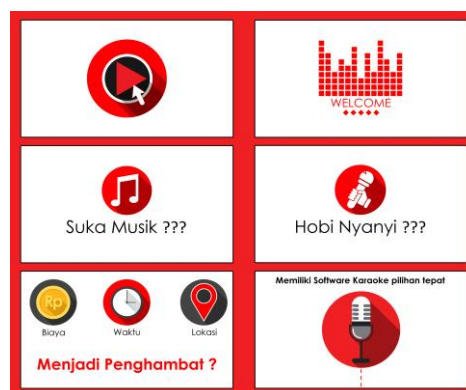 WELCOME
Suka Musik ???
Hobi Nyanyi ???
Rp
Biaya
Waktu
Lokasi
Menjadi Penghambat ?
Memiliki Software Karaoke pilihan tepat